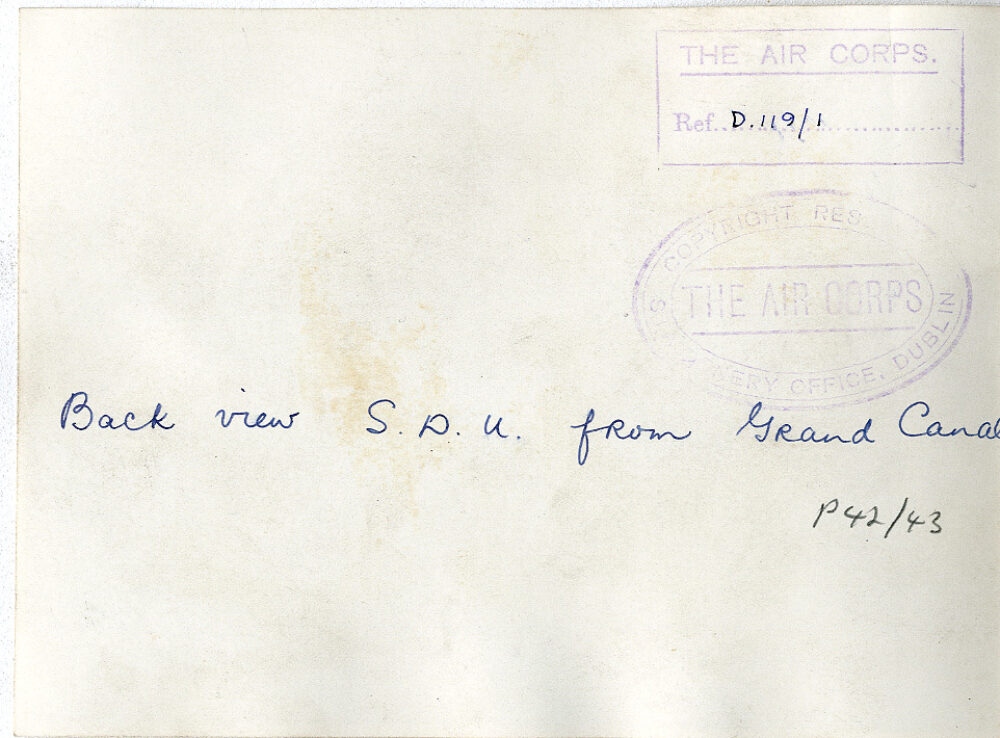 THE AIR CORPS.
Ref. D.119/1
COPYRIGHT RES
THE AIR CORPS
OFFICE, DUBLIN
Back view S.D.U. from Grand Canal
P42/43